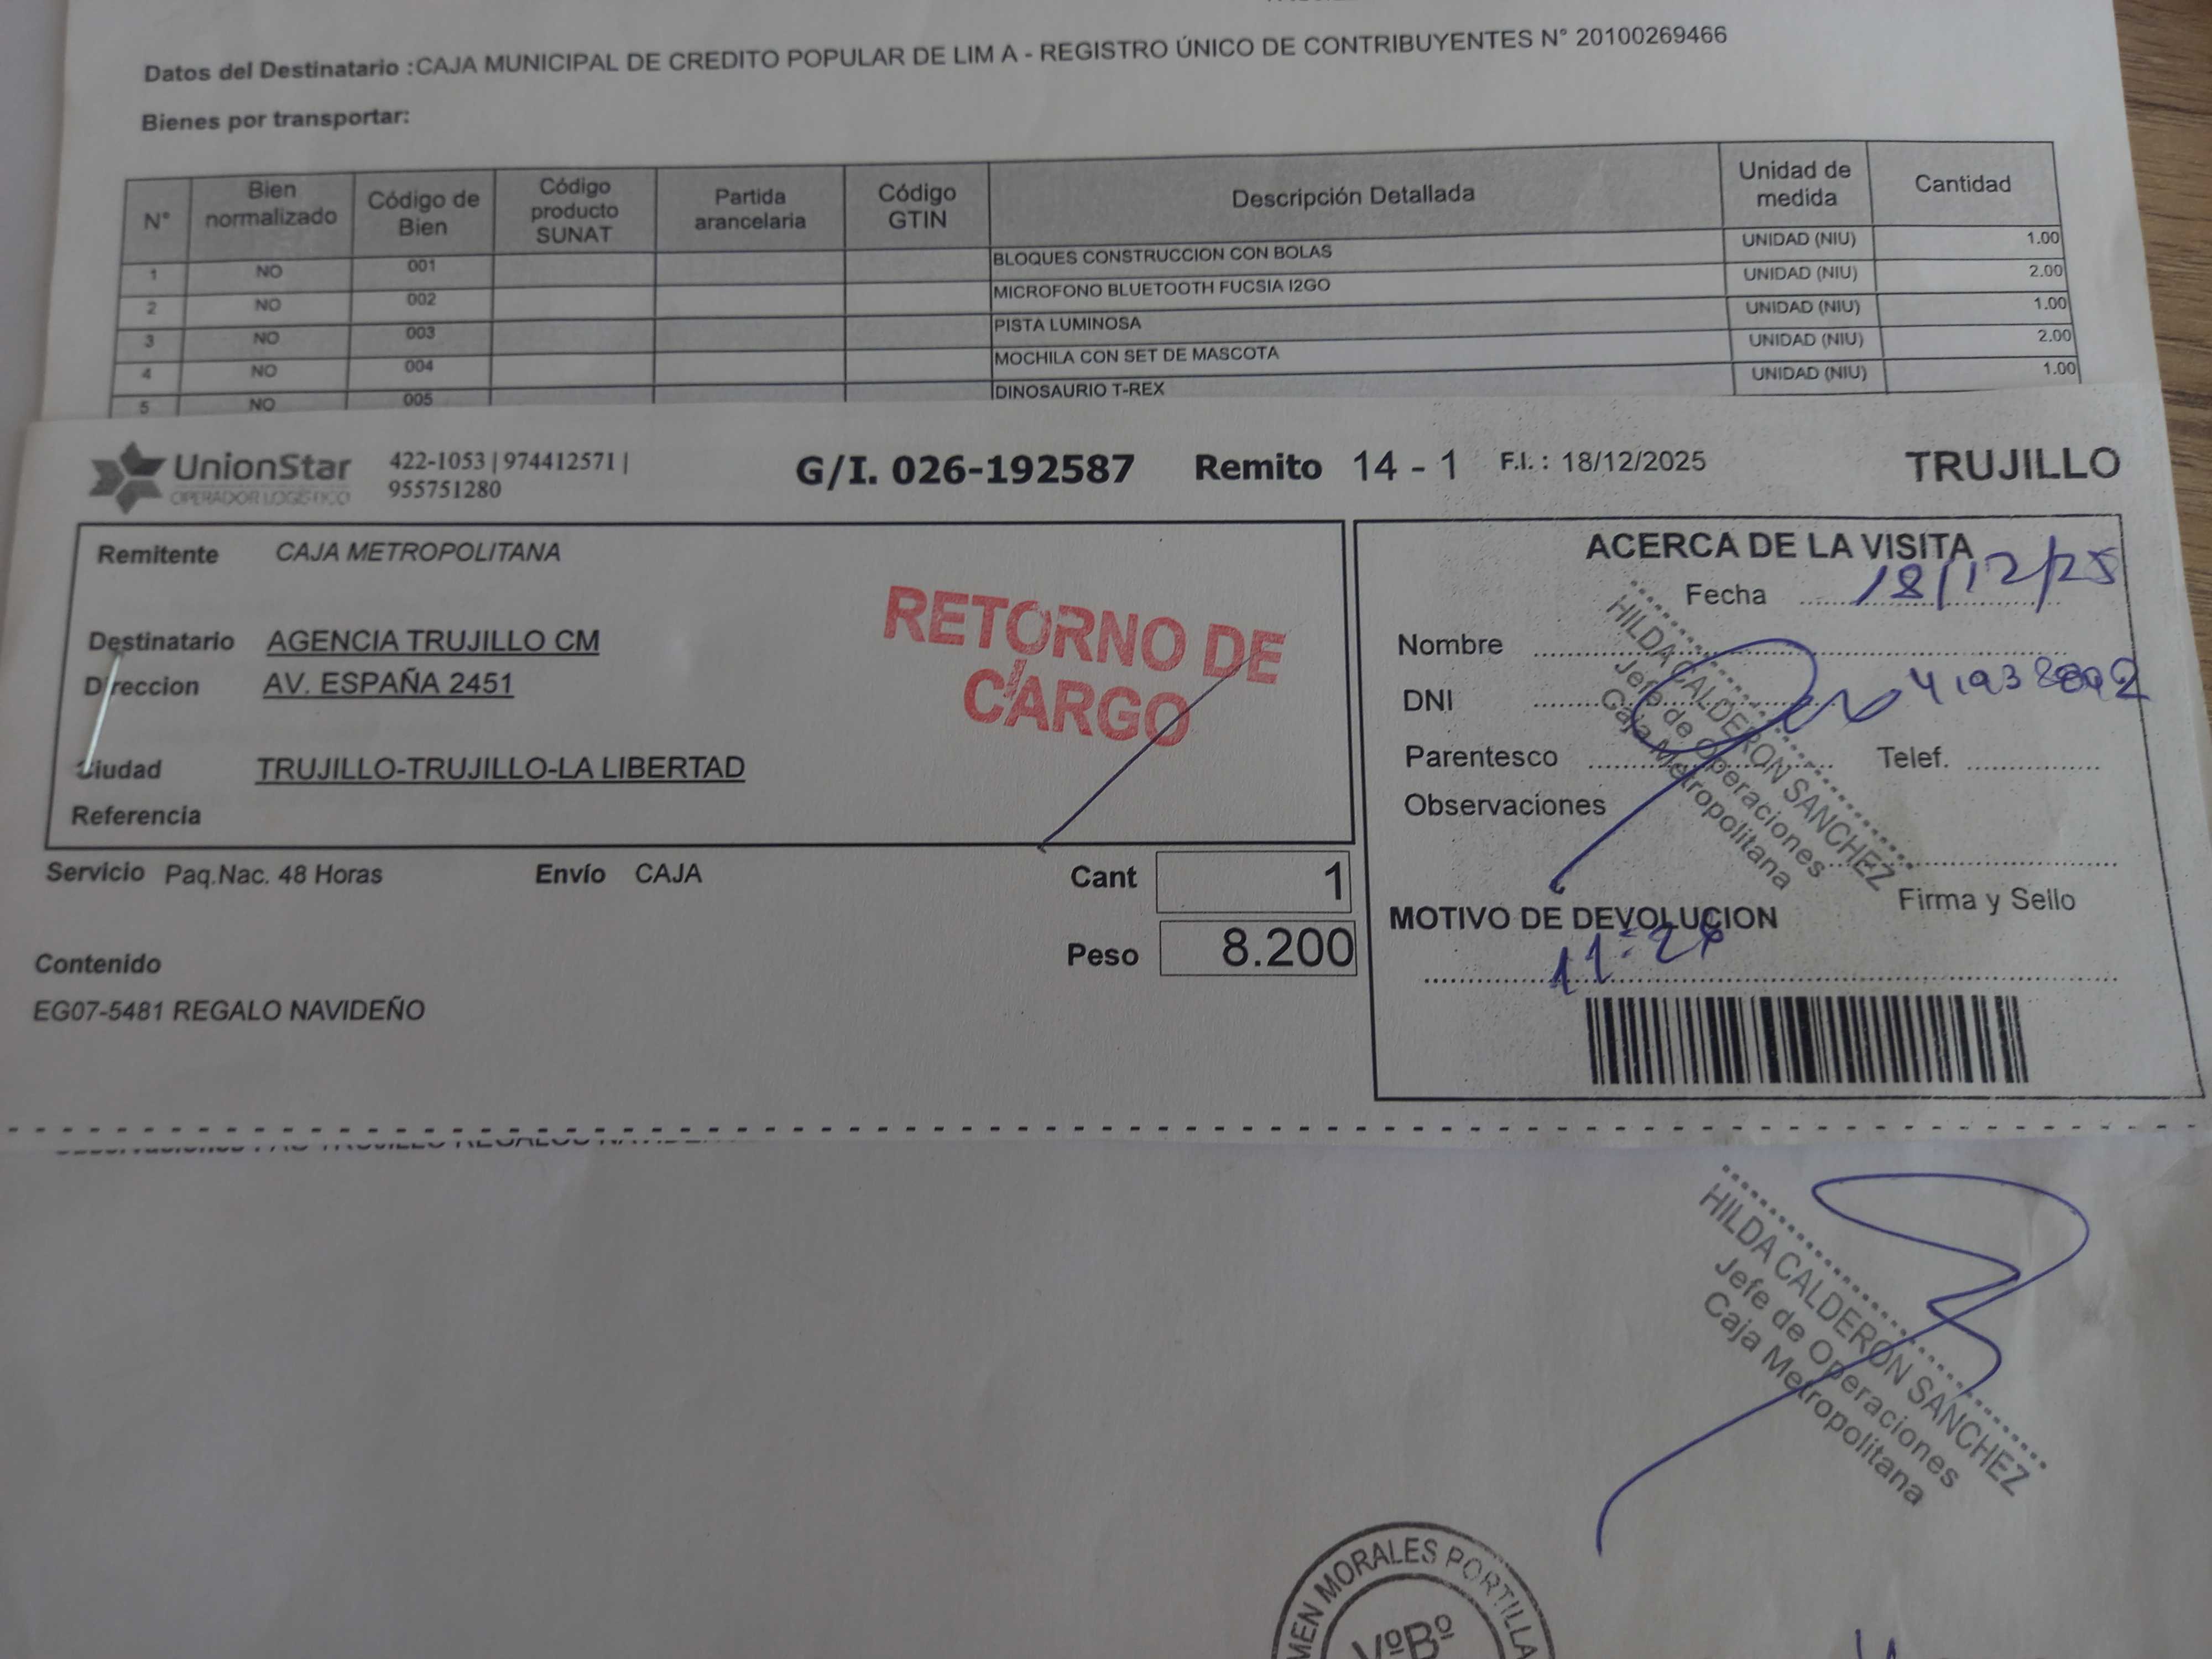 Datos del Destinatario :CAJA MUNICIPAL DE CREDITO POPULAR DE LIM A - REGISTRO ÚNICO DE CONTRIBUYENTES N° 20100269466
Bienes por transportar:
N° Bien normalizado Código de Bien Código producto SUNAT Partida arancelaria Código GTIN Descripción Detallada Unidad de medida Cantidad
1 NO 001 BLOQUES CONSTRUCCION CON BOLAS UNIDAD (NIU) 1.00
2 NO 002 MICROFONO BLUETOOTH FUCSIA I2GO UNIDAD (NIU) 2.00
3 NO 003 PISTA LUMINOSA UNIDAD (NIU) 1.00
4 NO 004 MOCHILA CON SET DE MASCOTA UNIDAD (NIU) 2.00
5 NO 005 DINOSAURIO T-REX UNIDAD (NIU) 1.00
UnionStar
OPERADOR LOGÍSTICO
422-1053 | 974412571 |
955751280
G/I. 026-192587 Remito 14 - 1 F.I. : 18/12/2025 TRUJILLO
Remitente CAJA METROPOLITANA
Destinatario AGENCIA TRUJILLO CM
Direccion AV. ESPAÑA 2451
Ciudad TRUJILLO-TRUJILLO-LA LIBERTAD
Referencia
RETORNO DE
CARGO
Servicio Paq.Nac. 48 Horas Envío CAJA Cant 1
Peso 8.200
Contenido
EG07-5481 REGALO NAVIDEÑO
ACERCA DE LA VISITA
Fecha 18/12/25
Nombre
DNI
Parentesco Telef.
Observaciones
Firma y Sello
HILDA CALDERON SANCHEZ
Jefe de Operaciones
Caja Metropolitana
MOTIVO DE DEVOLUCION
HILDA CALDERON SANCHEZ
Jefe de Operaciones
Caja Metropolitana
MORALES PORTILLA
VºBº